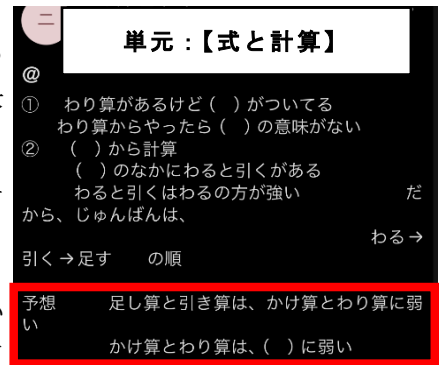 ニ
単元:【式と計算】
@
① わり算があるけど( )がついてる
わり算からやったら( )の意味がない
② ( )から計算
( )のなかにわると引くがある
わると引くはわるの方が強い だ
から、じゅんばんは、
わる→
引く→足す の順
予想 足し算と引き算は、かけ算とわり算に弱
い
かけ算とわり算は、( )に弱い